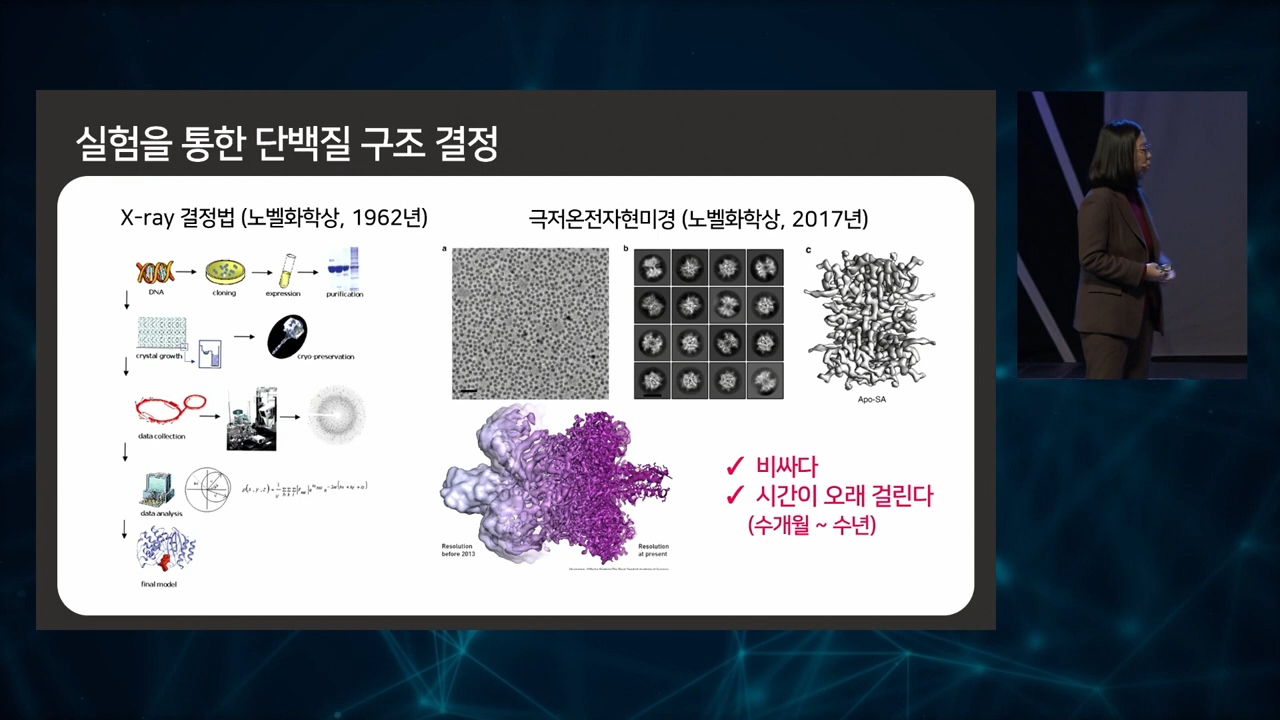 실험을 통한 단백질 구조 결정
X-ray 결정법 (노벨화학상, 1962년)
DNA
cloning
expression
purification
crystal growth
cryo-preservation
data collection
data analysis
final model
극저온전자현미경 (노벨화학상, 2017년)
a
b
c
Apo-SA
Resolution
before 2013
Resolution
at present
✓ 비싸다
✓ 시간이 오래 걸린다
(수개월 ~ 수년)